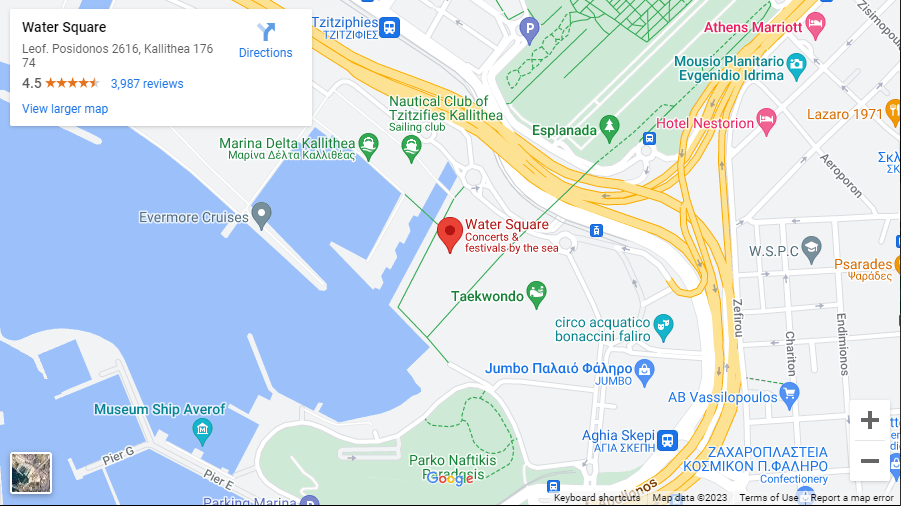 Water Square
Leof. Posidonos 2616, Kallithea 176
74
4.5
3,987 reviews
View larger map
Directions
Tzitziphies
ΤΖΙΤΖΙΦΙΕΣ
P
Athens Marriott
Zisimopou
Mousio Planitario
Evgenidio Idrima
Nautical Club of
Tzitzifies Kallithea
Sailing club
Lazaro 1971
Esplanada
Hotel Nestorion
Marina Delta Kallithea
Μαρίνα Δέλτα Καλλιθέας
Aeroporon
Evermore Cruises
Water Square
Concerts &
festivals by the sea
W.S.P.C
Psarades
Ψαράδες
Taekwondo
Zefirou
Chariton
Endimionos
circo acquatico
bonaccini faliro
Jumbo Παλαιό Φάληρο
JUMBO
AB Vassilopoulos
Museum Ship Averof
Aghia Skepi
ΑΓΙΑ ΣΚΕΠΗ
ΖΑΧΑΡΟΠΛΑΣΤΕΙΑ
ΚΟΣΜΙΚΟΝ Π.ΦΑΛΗΡΟ
Confectionery
Pier G
Pier E
Parko Naftikis
Google
Parking Marina
Keyboard shortcuts
Map data ©2023
Terms of Use
Report a map error